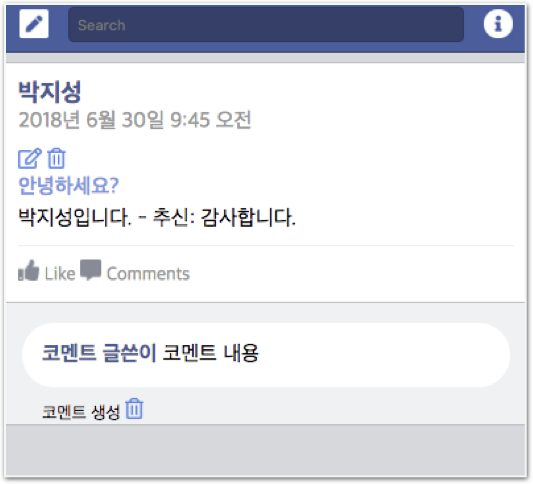 Search
박지성
2018년 6월 30일 9:45 오전
안녕하세요?
박지성입니다. - 추신: 감사합니다.
Like Comments
코멘트 글쓴이 코멘트 내용
코멘트 생성